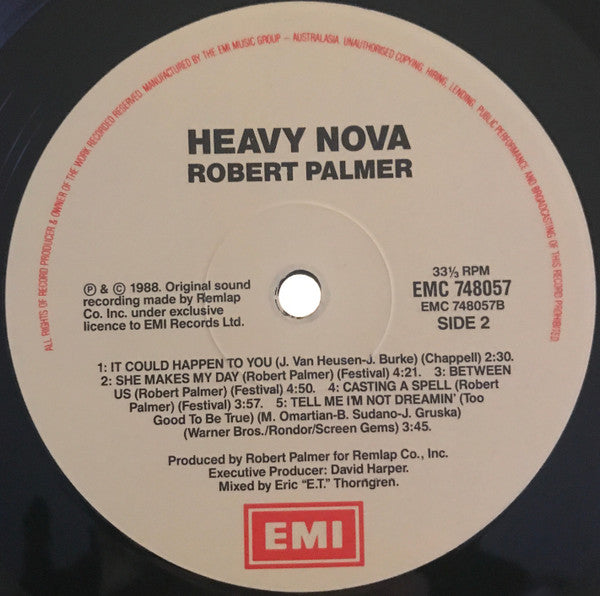 ALL RIGHTS OF RECORD PRODUCER & OWNER OF THE WORK RECORDED RESERVED. MANUFACTURED BY THE EMI MUSIC GROUP – AUSTRALASIA. UNAUTHORISED COPYING, HIRING, LENDING, PUBLIC PERFORMANCE AND BROADCASTING OF THIS RECORD PROHIBITED.
HEAVY NOVA
ROBERT PALMER
℗ & © 1988. Original sound
recording made by Remlap
Co. Inc. under exclusive
licence to EMI Records Ltd.
33⅓ RPM
EMC 748057
EMC 748057B
SIDE 2
1: IT COULD HAPPEN TO YOU (J. Van Heusen-J. Burke) (Chappell) 2:30.
2: SHE MAKES MY DAY (Robert Palmer) (Festival) 4:21. 3: BETWEEN
US (Robert Palmer) (Festival) 4:50. 4: CASTING A SPELL (Robert
Palmer) (Festival) 3:57. 5: TELL ME I'M NOT DREAMIN' (Too
Good To Be True) (M. Omartian-B. Sudano-J. Gruska)
(Warner Bros./Rondor/Screen Gems) 3:45.
Produced by Robert Palmer for Remlap Co., Inc.
Executive Producer: David Harper.
Mixed by Eric "E.T." Thorngren.
EMI